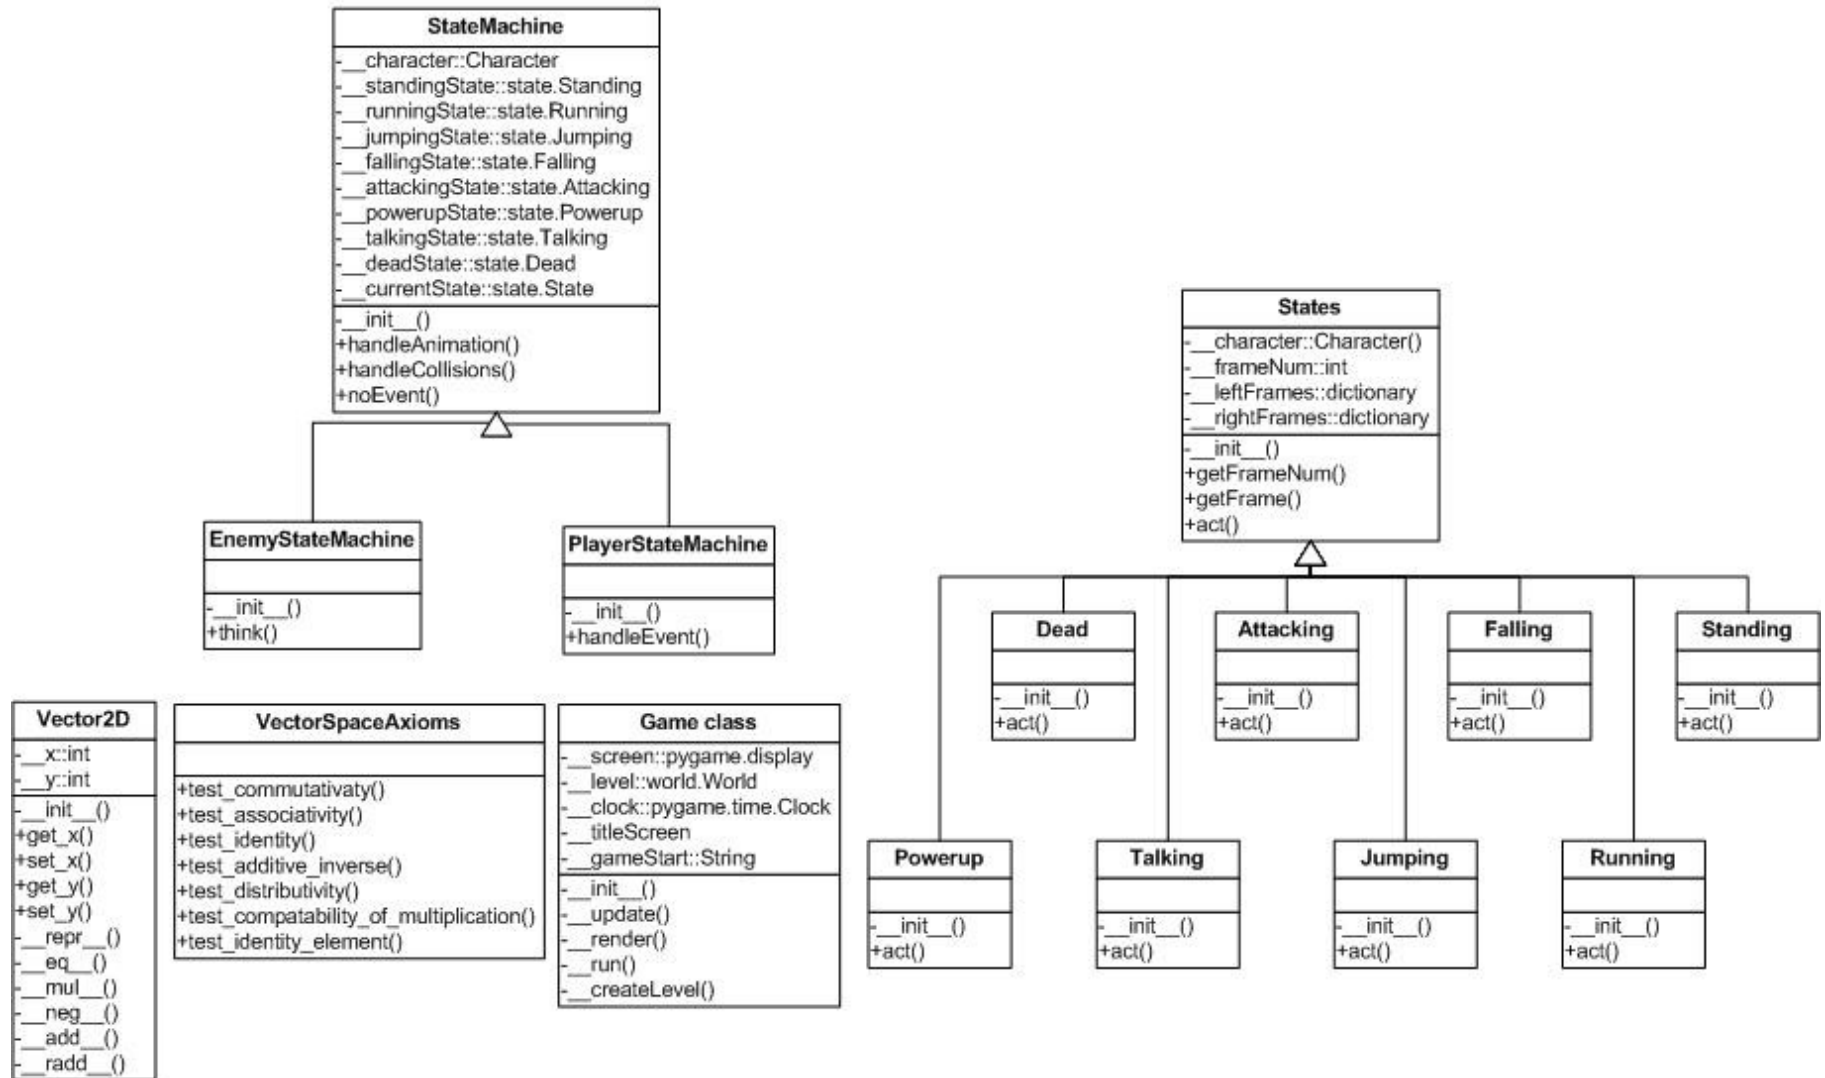 StateMachine
-__character::Character
-__standingState::state.Standing
-__runningState::state.Running
-__jumpingState::state.Jumping
-__fallingState::state.Falling
-__attackingState::state.Attacking
-__powerupState::state.Powerup
-__talkingState::state.Talking
-__deadState::state.Dead
-__currentState::state.State
-__init__()
+handleAnimation()
+handleCollisions()
+noEvent()
EnemyStateMachine
-__init__()
+think()
PlayerStateMachine
-__init__()
+handleEvent()
States
-__character::Character()
-__frameNum::int
-__leftFrames::dictionary
-__rightFrames::dictionary
-__init__()
+getFrameNum()
+getFrame()
+act()
Dead
-__init__()
+act()
Attacking
-__init__()
+act()
Falling
-__init__()
+act()
Standing
-__init__()
+act()
Powerup
-__init__()
+act()
Talking
-__init__()
+act()
Jumping
-__init__()
+act()
Running
-__init__()
+act()
Vector2D
-__x::int
-__y::int
-__init__()
+get_x()
+set_x()
+get_y()
+set_y()
-__repr__()
-__eq__()
-__mul__()
-__neg__()
-__add__()
-__radd__()
VectorSpaceAxioms
+test_commutativaty()
+test_associativity()
+test_identity()
+test_additive_inverse()
+test_distributivity()
+test_compatability_of_multiplication()
+test_identity_element()
Game class
-__screen::pygame.display
-__level::world.World
-__clock::pygame.time.Clock
-__titleScreen
-__gameStart::String
-__init__()
-__update()
-__render()
-__run()
-__createLevel()